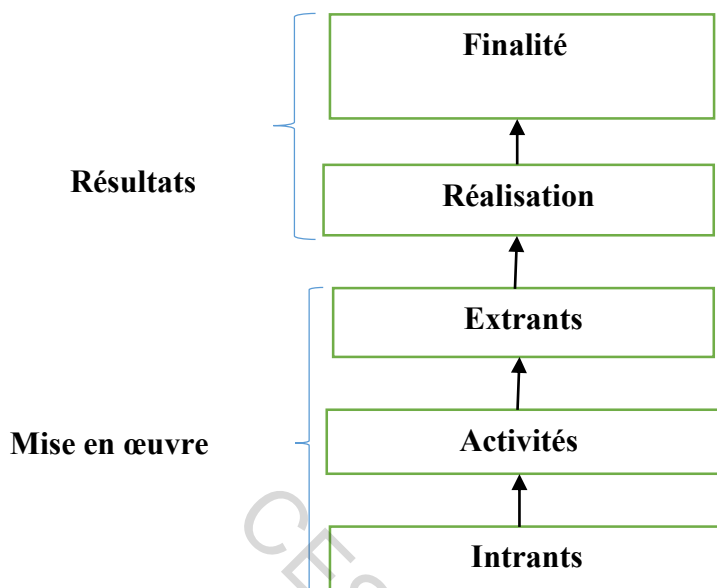 Finalité
Résultats
Réalisation
Extrants
Mise en œuvre
Activités
Intrants